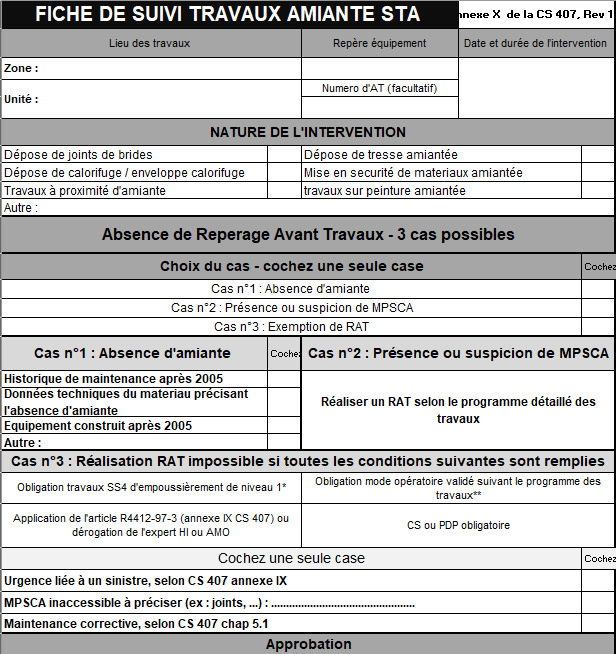 FICHE DE SUIVI TRAVAUX AMIANTE STA
nnexe X de la CS 407, Rev 1
Lieu des travaux
Repère équipement
Date et durée de l'intervention
Zone :
Numero d'AT (facultatif)
Unité :
NATURE DE L'INTERVENTION
Dépose de joints de brides
Dépose de tresse amiantée
Dépose de calorifuge / enveloppe calorifuge
Mise en securité de materiaux amiantée
Travaux à proximité d'amiante
travaux sur peinture amiantée
Autre :
Absence de Reperage Avant Travaux - 3 cas possibles
Choix du cas - cochez une seule case
Cochez
Cas n°1 : Absence d'amiante
Cas n°2 : Présence ou suspicion de MPSCA
Cas n°3 : Exemption de RAT
Cas n°1 : Absence d'amiante
Cochez
Cas n°2 : Présence ou suspicion de MPSCA
Historique de maintenance après 2005
Données techniques du materiau précisant
l'absence d'amiante
Equipement construit après 2005
Autre :
Réaliser un RAT selon le programme détaillé des
travaux
Cas n°3 : Réalisation RAT impossible si toutes les conditions suivantes sont remplies
Obligation travaux SS4 d'empoussièrement de niveau 1*
Obligation mode opératoire validé suivant le programme des
travaux**
Application de l'article R4412-97-3 (annexe IX CS 407) ou
dérogation de l'expert HI ou AMO
CS ou PDP obligatoire
Cochez une seule case
Cochez
Urgence liée à un sinistre, selon CS 407 annexe IX
MPSCA inaccessible à préciser (ex : joints, ...) : ................................................
Maintenance corrective, selon CS 407 chap 5.1
Approbation